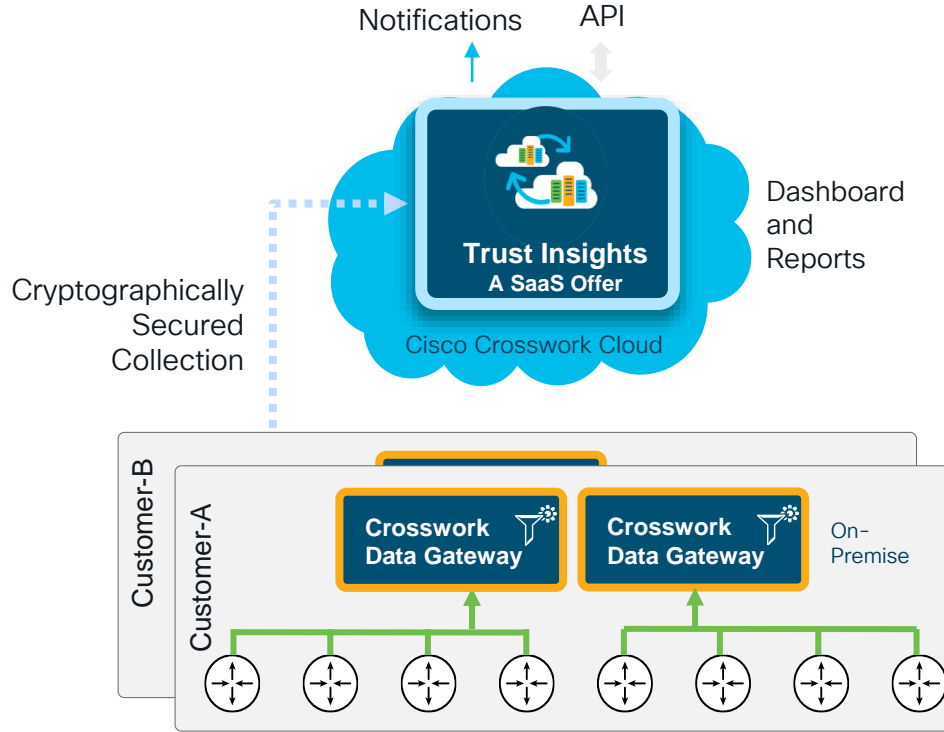 Notifications
API
Trust Insights
A SaaS Offer
Cisco Crosswork Cloud
Dashboard
and
Reports
Cryptographically
Secured
Collection
Customer-B
Customer-A
Crosswork
Data Gateway
Crosswork
Data Gateway
On-
Premise